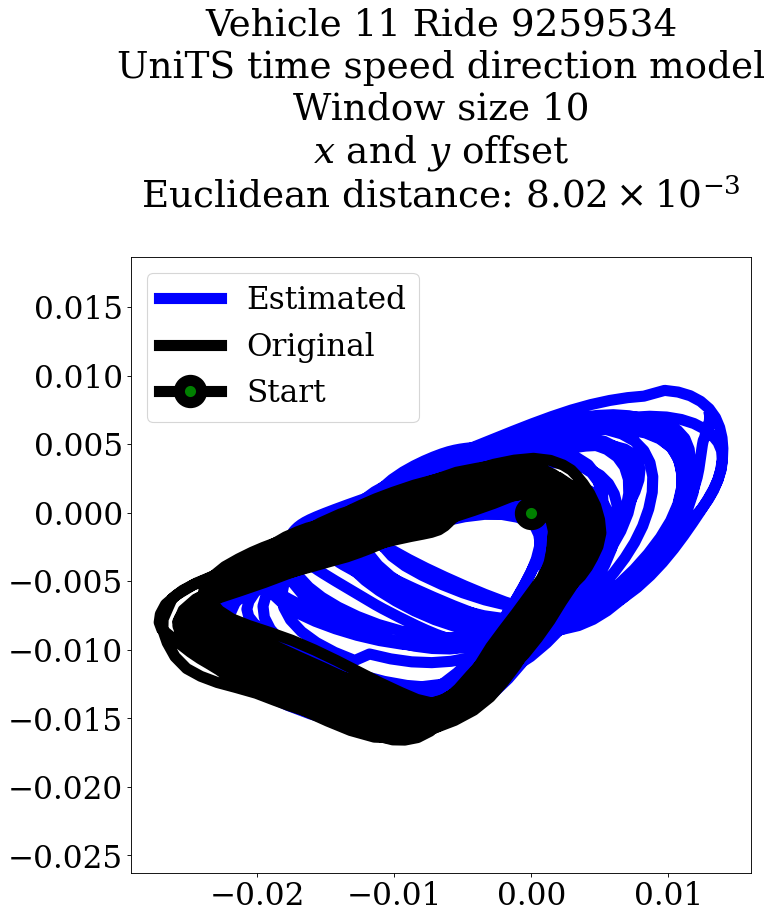 Vehicle 11 Ride 9259534
UniTS time speed direction model
Window size 10
x and y offset
Euclidean distance: 8.02 × 10⁻³
Estimated
Original
Start
0.015
0.010
0.005
0.000
−0.005
−0.010
−0.015
−0.020
−0.025
−0.02 −0.01 0.00 0.01